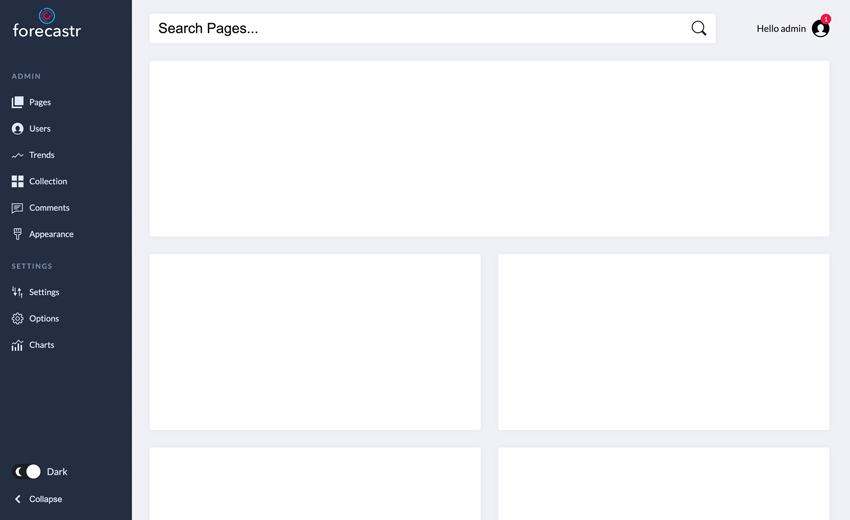 forecastr
Search Pages...
Hello admin
1
ADMIN
Pages
Users
Trends
Collection
Comments
Appearance
SETTINGS
Settings
Options
Charts
Dark
Collapse